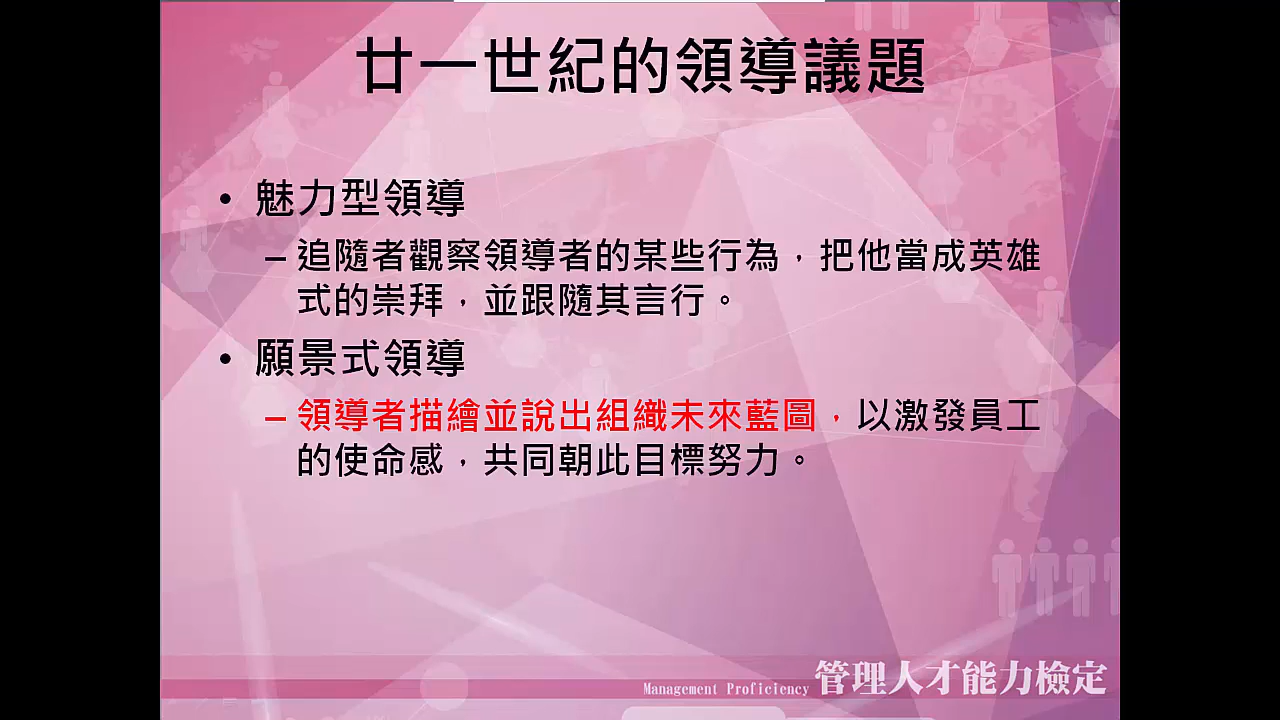 廿一世紀的領導議題
• 魅力型領導
– 追隨者觀察領導者的某些行為，把他當成英雄
式的崇拜，並跟隨其言行。
• 願景式領導
– 領導者描繪並說出組織未來藍圖，以激發員工
的使命感，共同朝此目標努力。
Management Proficiency 管理人才能力檢定